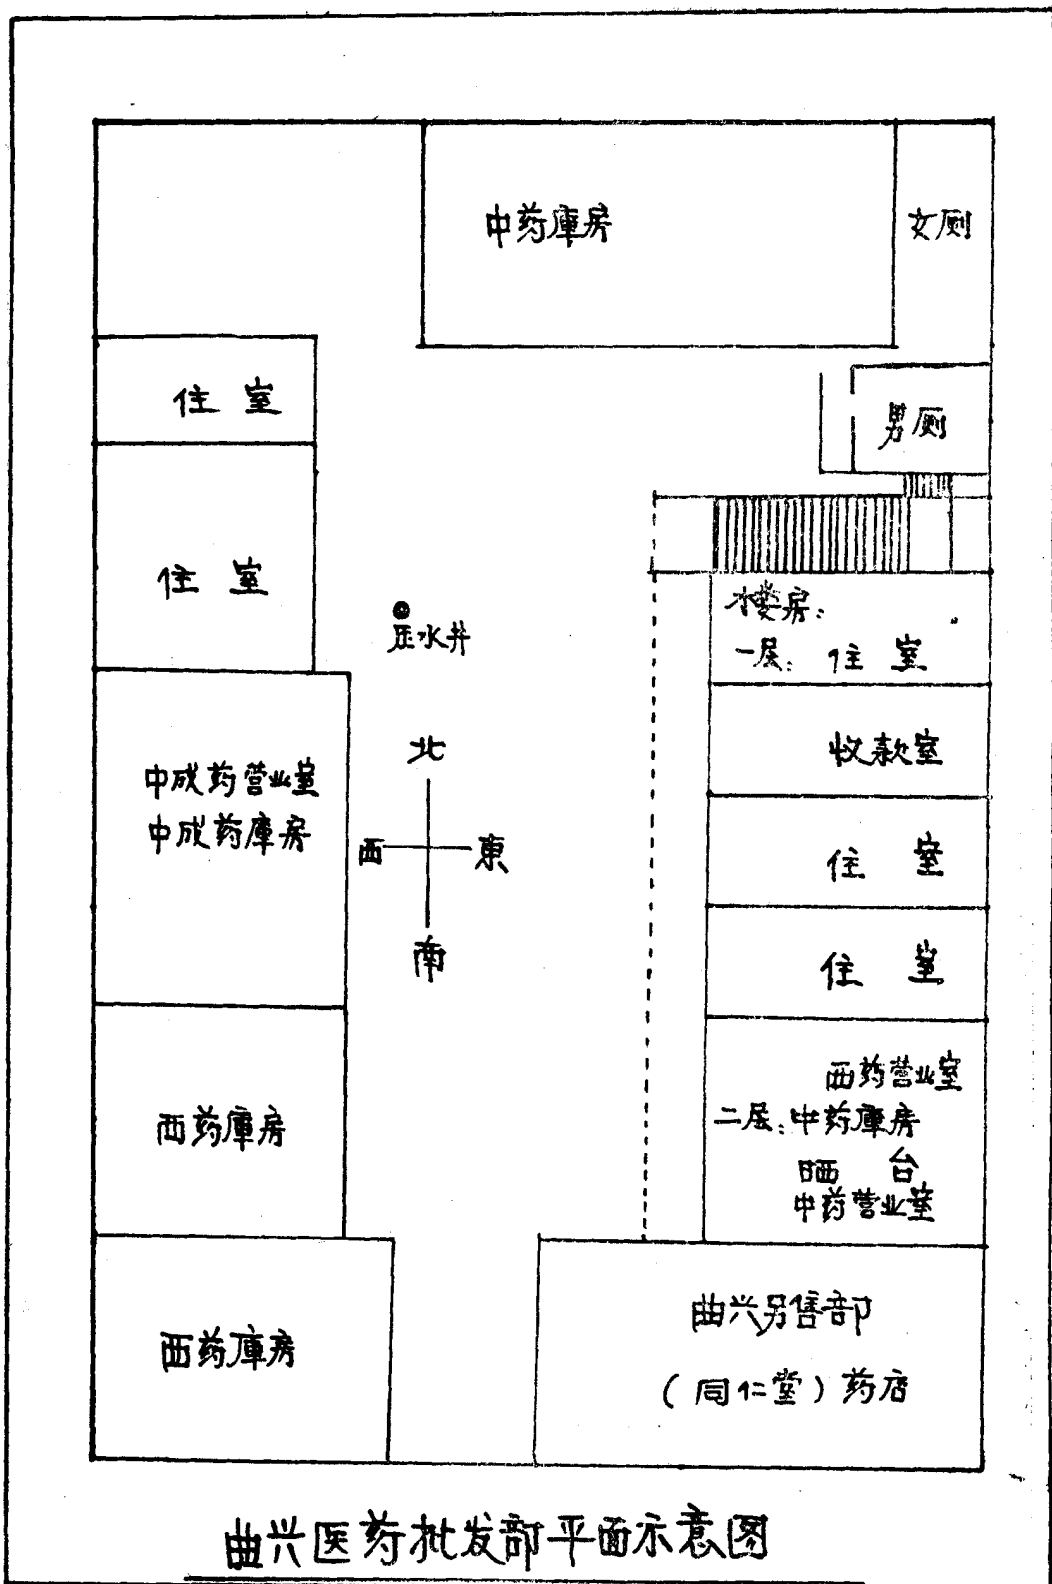 中药庫房
女厕
住室
男厕
住室
压水井
木楼房:
一层: 住室
收款室
北
西
東
南
中成药营业室
中成药庫房
住室
住室
西药庫房
西药营业室
二层:中药庫房
晒台
中药营业室
西药庫房
曲兴另售部
(同仁堂)药店
曲兴医药批发部平面示意图